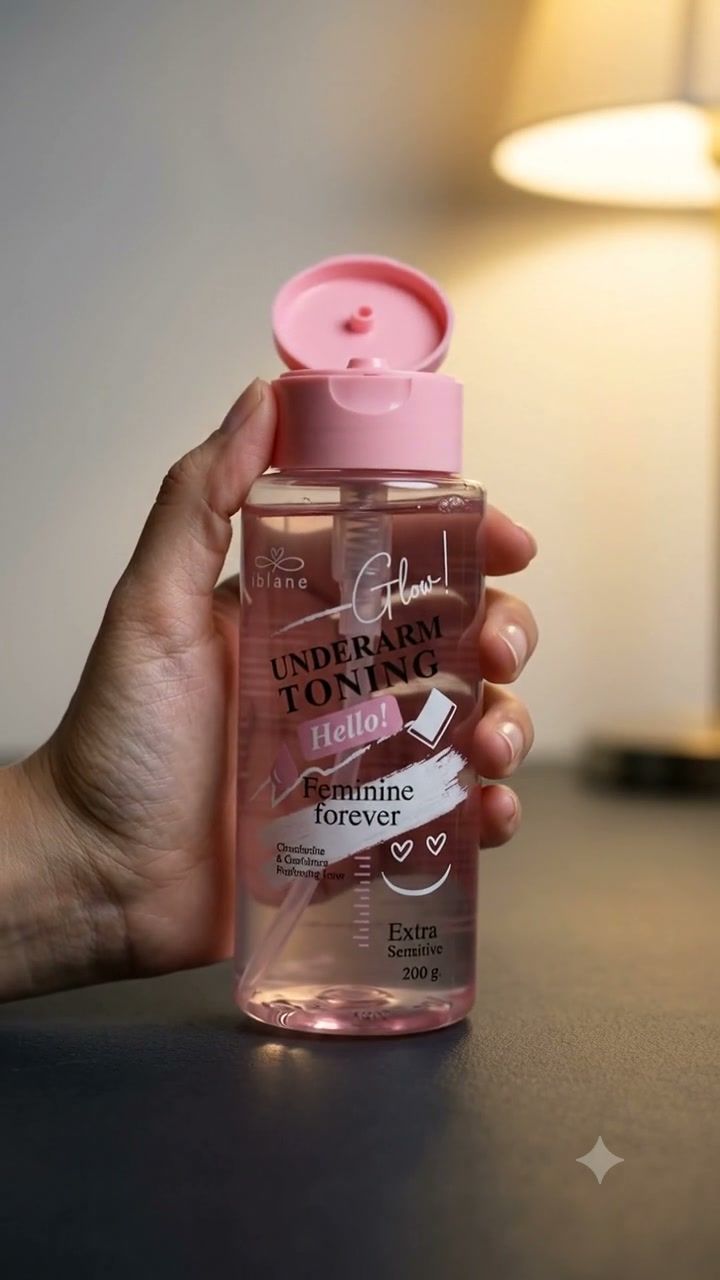 iblane
Glow!
UNDERARM
TONING
Hello!
Feminine
forever
Extra
Sensitive
200 g.